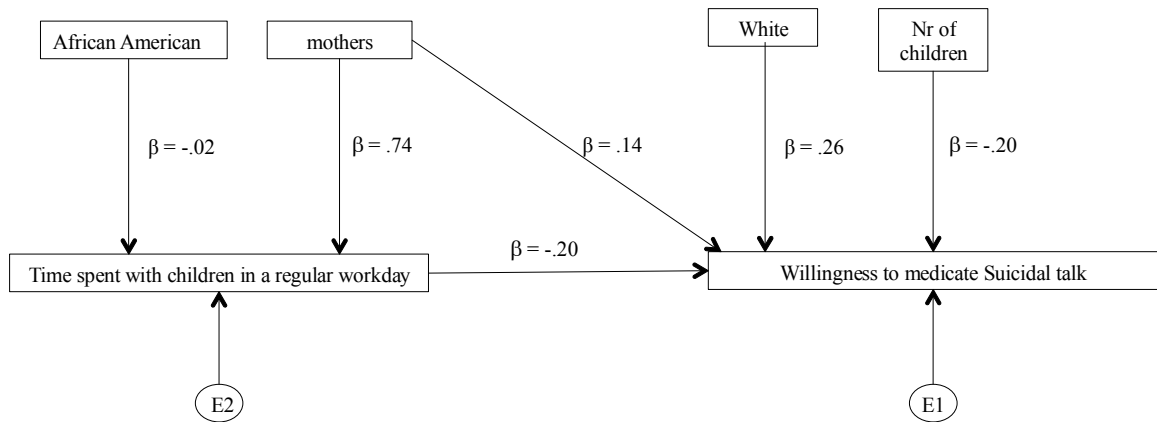 African American
mothers
White
Nr of
children
β = -.02
β = .74
β = .14
β = .26
β = -.20
β = -.20
Time spent with children in a regular workday
Willingness to medicate Suicidal talk
E2
E1